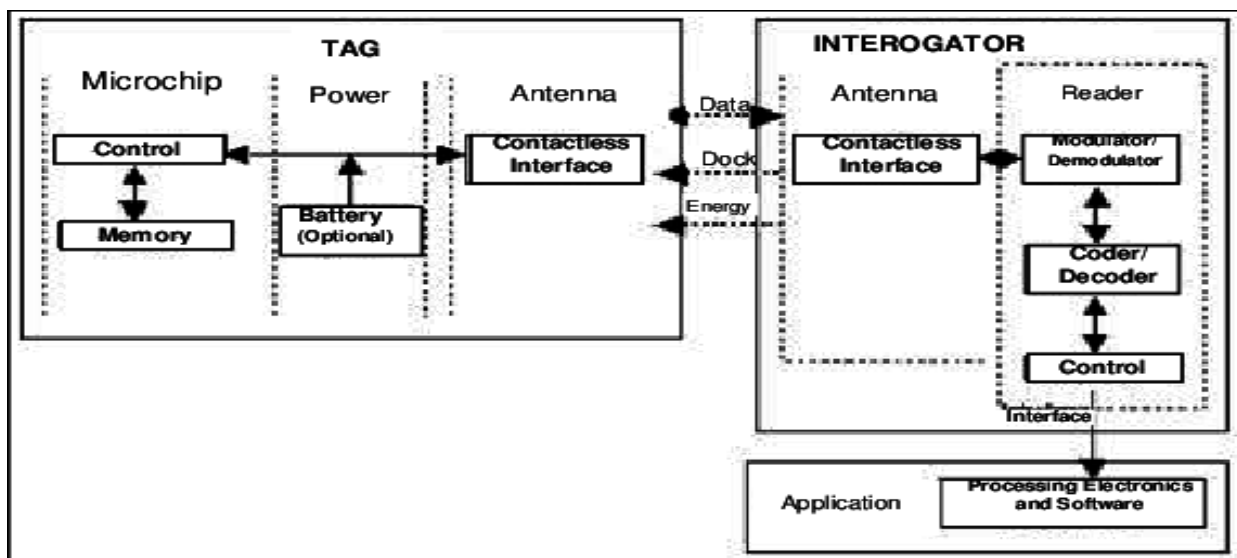 TAG
Microchip
Power
Antenna
Control
Memory
Battery
(Optional)
Contactless
Interface
Data
Dock
Energy
INTEROGATOR
Antenna
Reader
Contactless
Interface
Modulator/
Demodulator
Coder/
Decoder
Control
Interface
Application
Processing Electronics
and Software